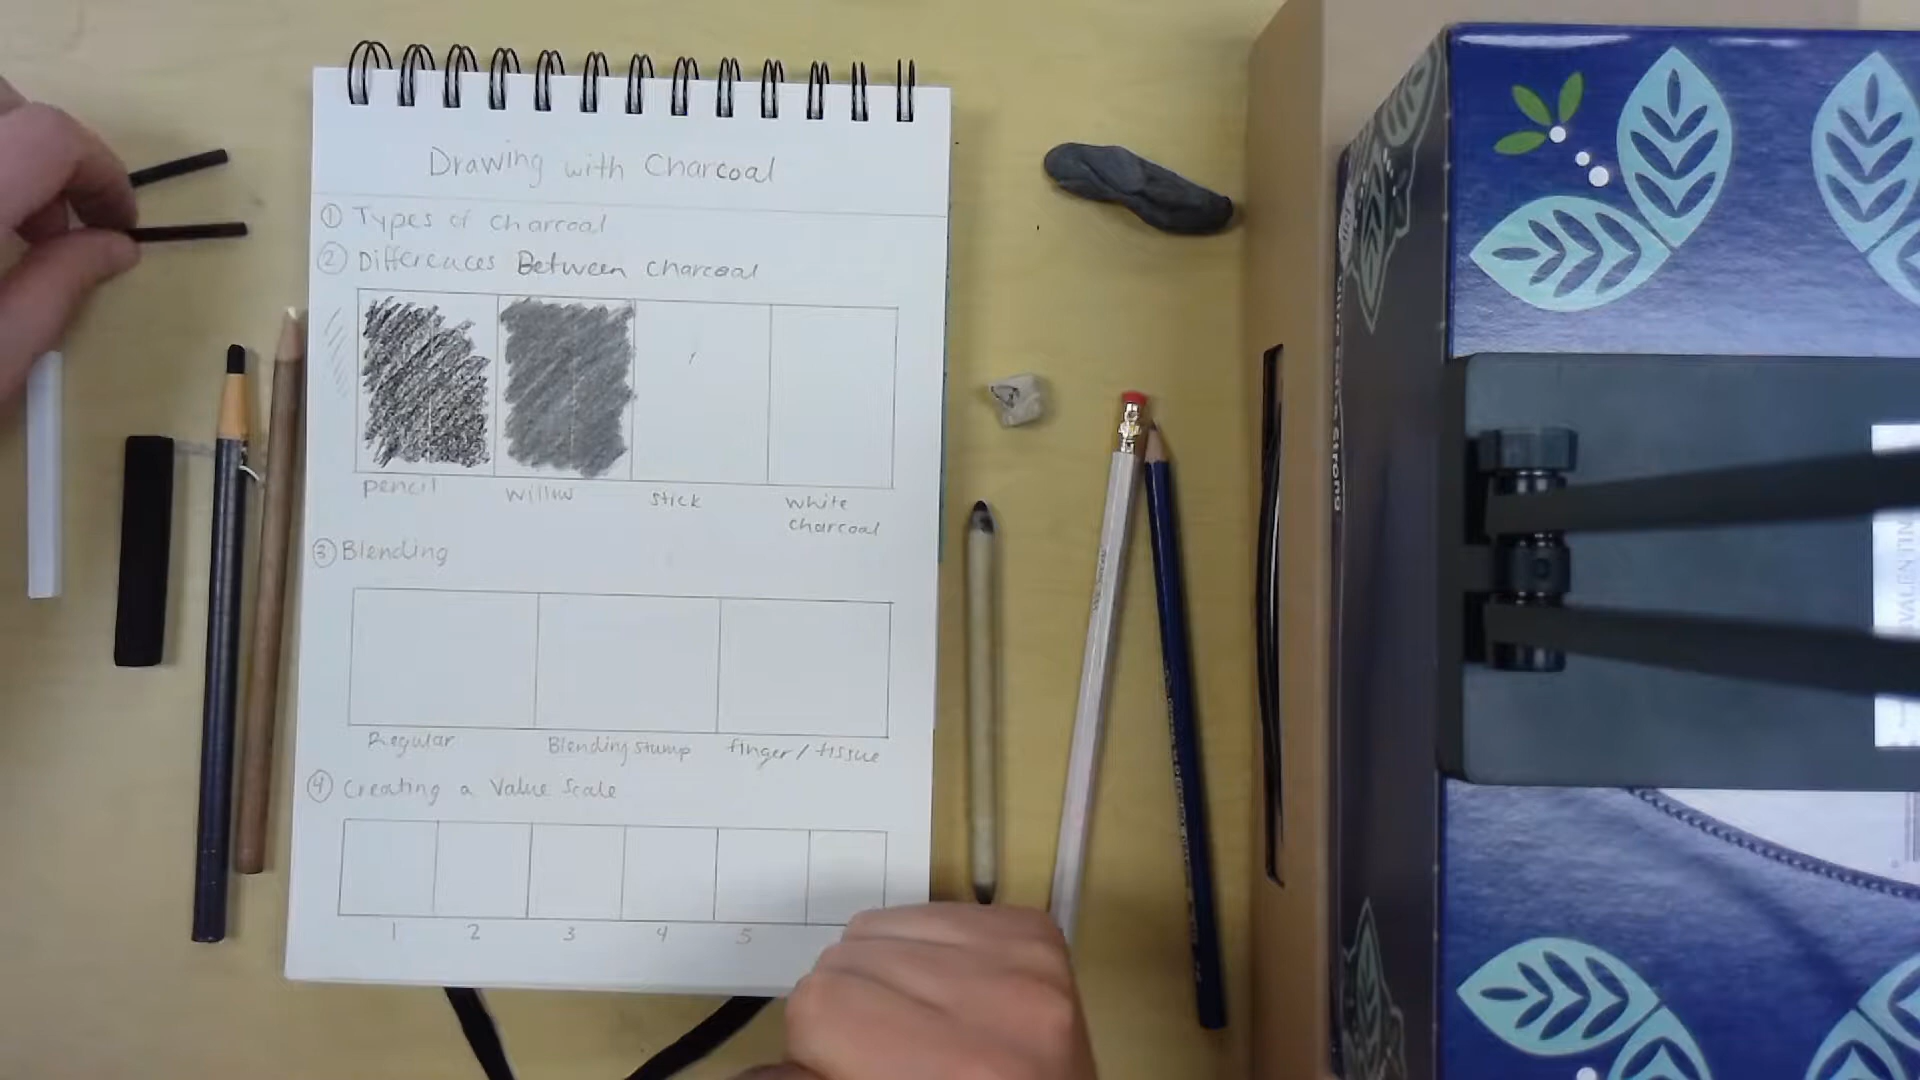 Drawing with Charcoal
① Types of charcoal
② Differences Between charcoal
pencil willow stick white charcoal
③ Blending
Regular Blending stump finger / tissue
④ Creating a Value Scale
1 2 3 4 5
VALENTIN